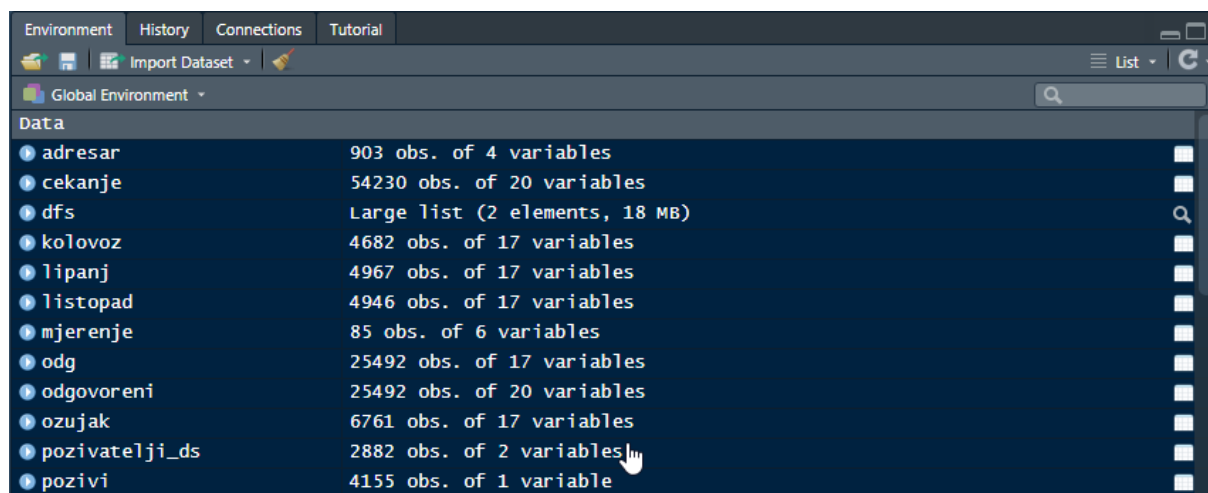 Environment History Connections Tutorial
Import Dataset List
Global Environment
Data
adresar 903 obs. of 4 variables
cekanje 54230 obs. of 20 variables
dfs Large list (2 elements, 18 MB)
kolovoz 4682 obs. of 17 variables
lipanj 4967 obs. of 17 variables
listopad 4946 obs. of 17 variables
mjerenje 85 obs. of 6 variables
odg 25492 obs. of 17 variables
odgovoreni 25492 obs. of 20 variables
ozujak 6761 obs. of 17 variables
pozivatelji_ds 2882 obs. of 2 variables
pozivi 4155 obs. of 1 variable